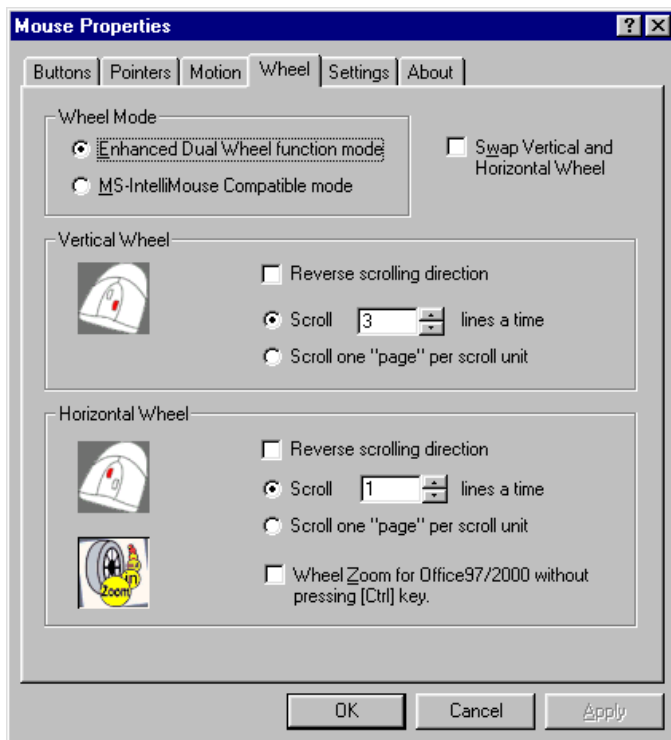 Mouse Properties
? X
Buttons Pointers Motion Wheel Settings About
Wheel Mode
Enhanced Dual Wheel function mode
MS-IntelliMouse Compatible mode
Swap Vertical and
Horizontal Wheel
Vertical Wheel
Reverse scrolling direction
Scroll 3 lines a time
Scroll one "page" per scroll unit
Horizontal Wheel
Reverse scrolling direction
Scroll 1 lines a time
Scroll one "page" per scroll unit
in
Zoom
Wheel Zoom for Office97/2000 without
pressing [Ctrl] key.
OK Cancel Apply